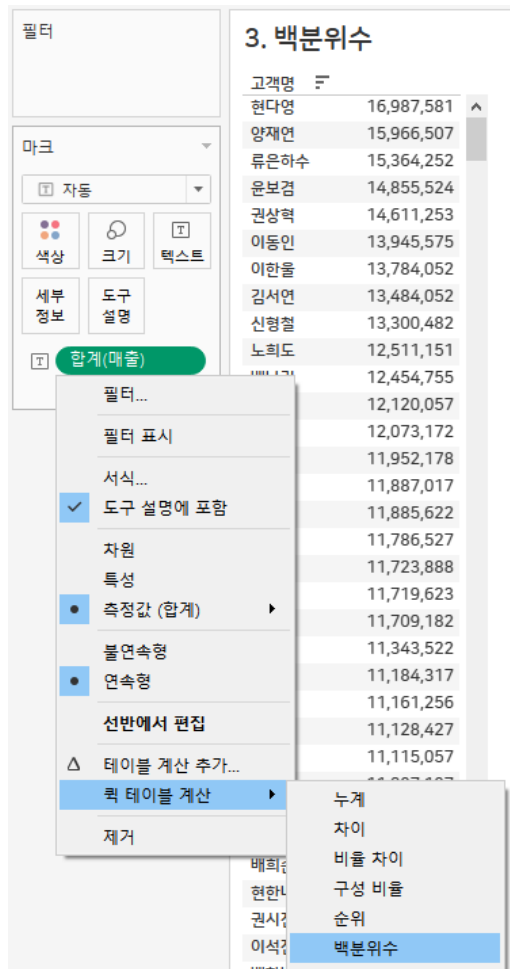 필터
마크
자동
색상
크기
텍스트
세부
정보
도구
설명
합계(매출)
필터...
필터 표시
서식...
도구 설명에 포함
차원
특성
측정값 (합계)
불연속형
연속형
선반에서 편집
테이블 계산 추가...
퀵 테이블 계산
제거
누계
차이
비율 차이
구성 비율
순위
백분위수
3. 백분위수
고객명
현다영 16,987,581
양재연 15,966,507
류은하수 15,364,252
윤보겸 14,855,524
권상혁 14,611,253
이동인 13,945,575
이한울 13,784,052
김서연 13,484,052
신형철 13,300,482
노희도 12,511,151
12,454,755
12,120,057
12,073,172
11,952,178
11,887,017
11,885,622
11,786,527
11,723,888
11,719,623
11,709,182
11,343,522
11,184,317
11,161,256
11,128,427
11,115,057